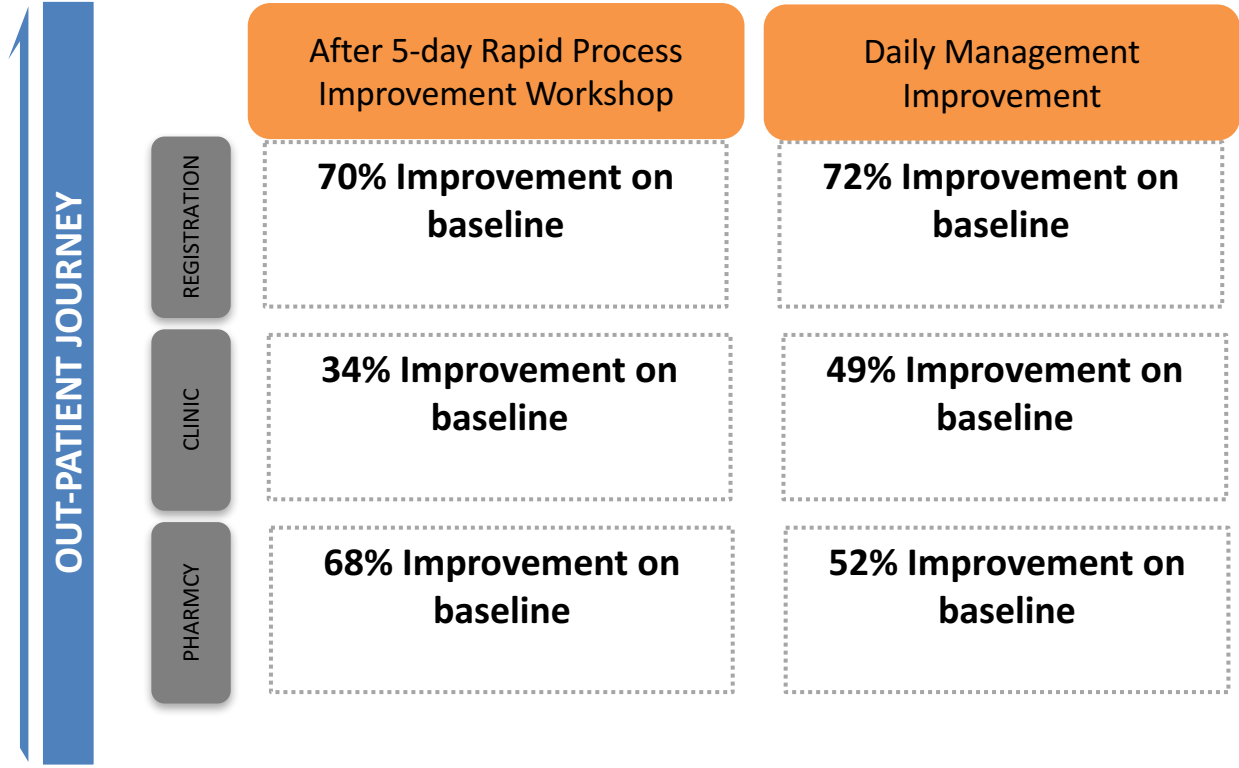 OUT-PATIENT JOURNEY
After 5-day Rapid Process
Improvement Workshop
Daily Management
Improvement
REGISTRATION
70% Improvement on
baseline
72% Improvement on
baseline
CLINIC
34% Improvement on
baseline
49% Improvement on
baseline
PHARMCY
68% Improvement on
baseline
52% Improvement on
baseline